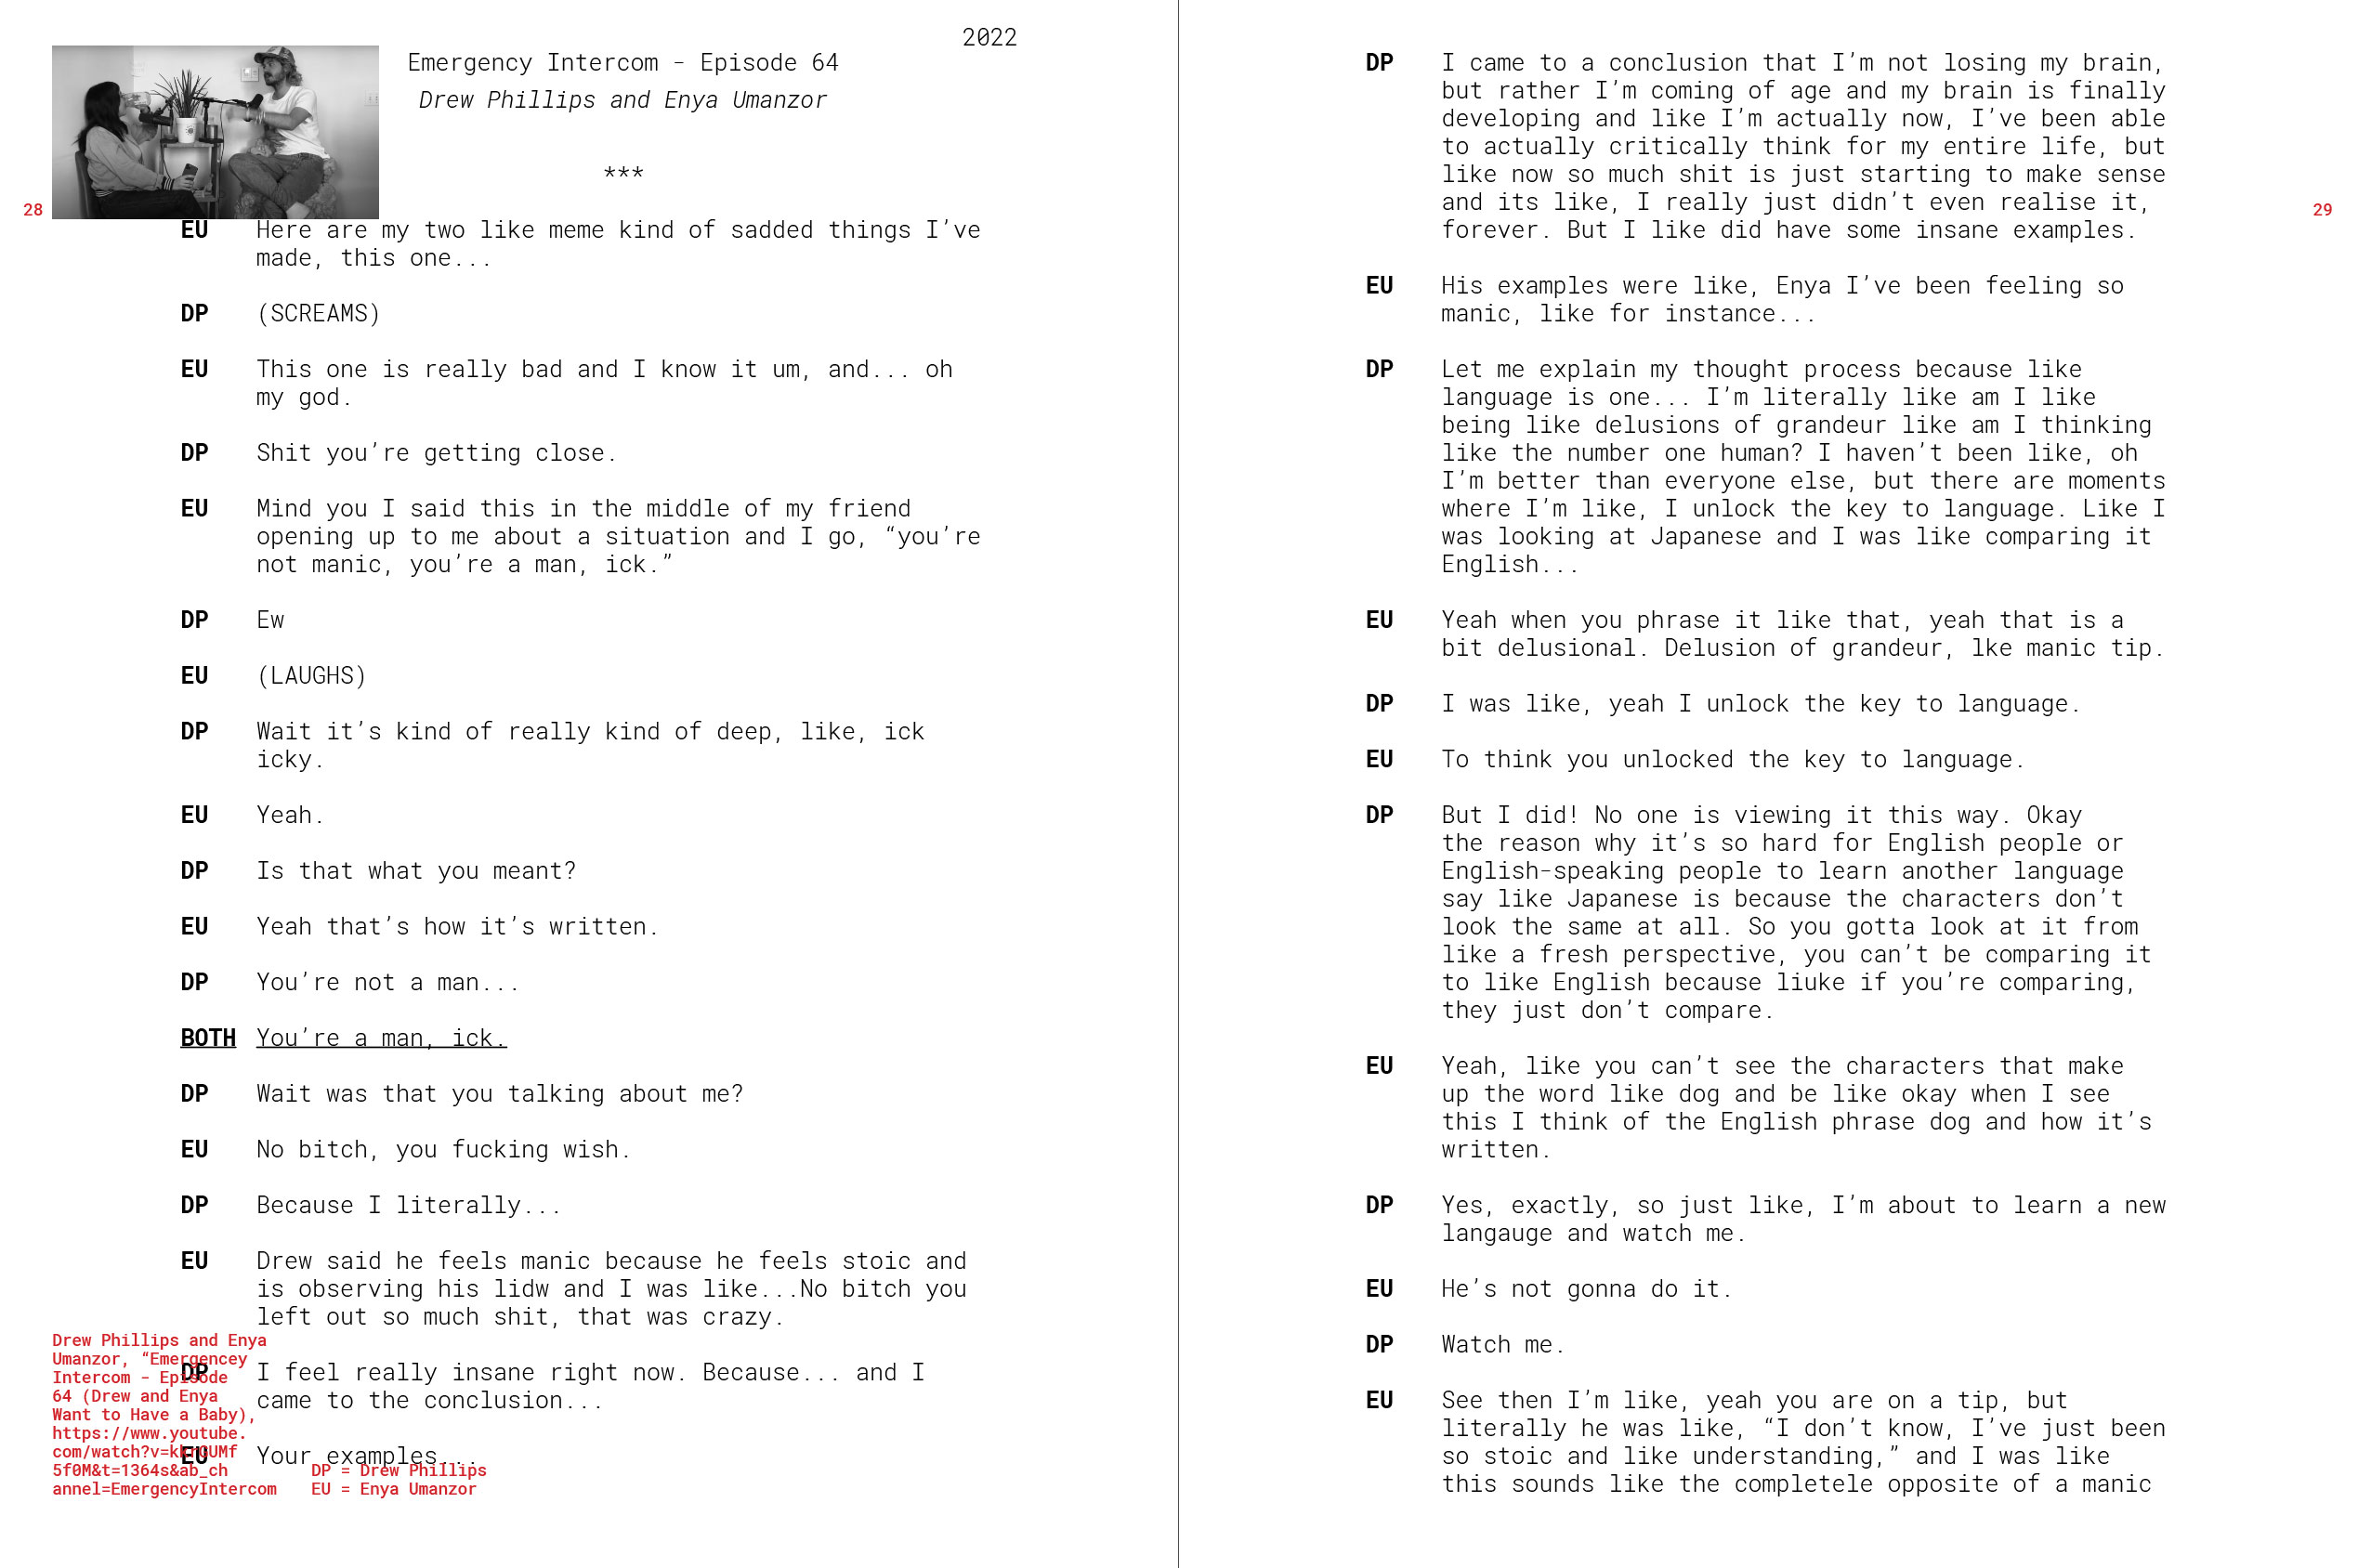 2022
Emergency Intercom - Episode 64
Drew Phillips and Enya Umanzor
***
28
EU Here are my two like meme kind of sadded things I’ve
made, this one...
DP (SCREAMS)
EU This one is really bad and I know it um, and... oh
my god.
DP Shit you’re getting close.
EU Mind you I said this in the middle of my friend
opening up to me about a situation and I go, “you’re
not manic, you’re a man, ick.”
DP Ew
EU (LAUGHS)
DP Wait it’s kind of really kind of deep, like, ick
icky.
EU Yeah.
DP Is that what you meant?
EU Yeah that’s how it’s written.
DP You’re not a man...
BOTH You’re a man, ick.
DP Wait was that you talking about me?
EU No bitch, you fucking wish.
DP Because I literally...
EU Drew said he feels manic because he feels stoic and
is observing his lidw and I was like...No bitch you
left out so much shit, that was crazy.
DP I feel really insane right now. Because... and I
came to the conclusion...
EU Your examples...
Drew Phillips and Enya
Umanzor, “Emergencey
Intercom - Episode
64 (Drew and Enya
Want to Have a Baby),
https://www.youtube.
5f0M&t=1364s&ab_ch
annel=EmergencyIntercom
DP = Drew Phillips
EU = Enya Umanzor
29
DP I came to a conclusion that I’m not losing my brain,
but rather I’m coming of age and my brain is finally
developing and like I’m actually now, I’ve been able
to actually critically think for my entire life, but
like now so much shit is just starting to make sense
and its like, I really just didn’t even realise it,
forever. But I like did have some insane examples.
EU His examples were like, Enya I’ve been feeling so
manic, like for instance...
DP Let me explain my thought process because like
language is one... I’m literally like am I like
being like delusions of grandeur like am I thinking
like the number one human? I haven’t been like, oh
I’m better than everyone else, but there are moments
where I’m like, I unlock the key to language. Like I
was looking at Japanese and I was like comparing it
English...
EU Yeah when you phrase it like that, yeah that is a
bit delusional. Delusion of grandeur, lke manic tip.
DP I was like, yeah I unlock the key to language.
EU To think you unlocked the key to language.
DP But I did! No one is viewing it this way. Okay
the reason why it’s so hard for English people or
English-speaking people to learn another language
say like Japanese is because the characters don’t
look the same at all. So you gotta look at it from
like a fresh perspective, you can’t be comparing it
to like English because liuke if you’re comparing,
they just don’t compare.
EU Yeah, like you can’t see the characters that make
up the word like dog and be like okay when I see
this I think of the English phrase dog and how it’s
written.
DP Yes, exactly, so just like, I’m about to learn a new
langauge and watch me.
EU He’s not gonna do it.
DP Watch me.
EU See then I’m like, yeah you are on a tip, but
literally he was like, “I don’t know, I’ve just been
so stoic and like understanding,” and I was like
this sounds like the completele opposite of a manic